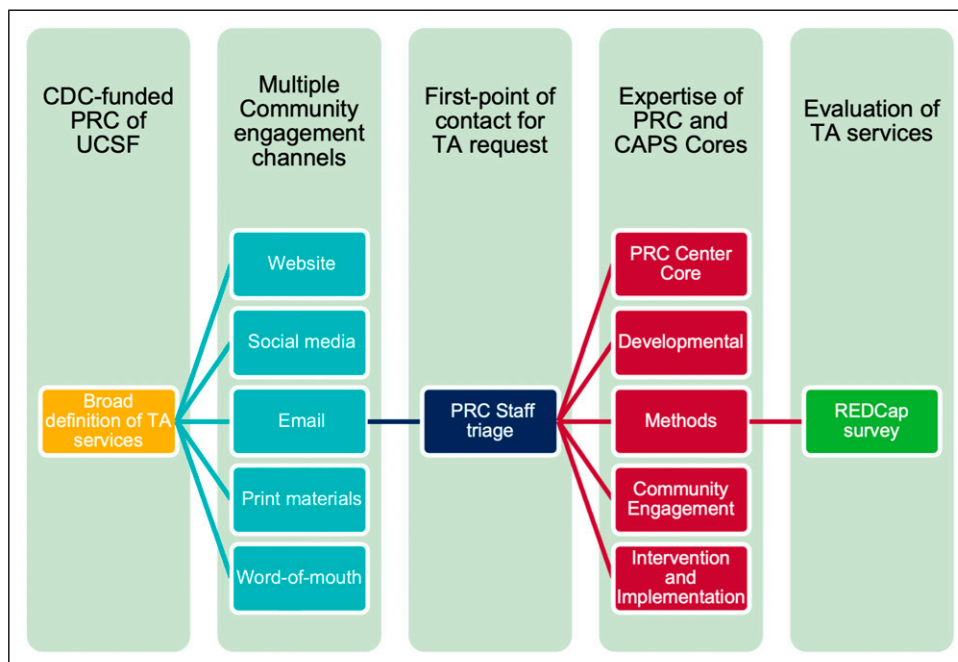 CDC-funded
PRC of
UCSF
Multiple
Community
engagement
channels
First-point of
contact for
TA request
Expertise of
PRC and
CAPS Cores
Evaluation of
TA services
Broad
definition of TA
services
Website
Social media
Email
Print materials
Word-of-mouth
PRC Staff
triage
PRC Center
Core
Developmental
Methods
Community
Engagement
Intervention
and
Implementation
REDCap
survey